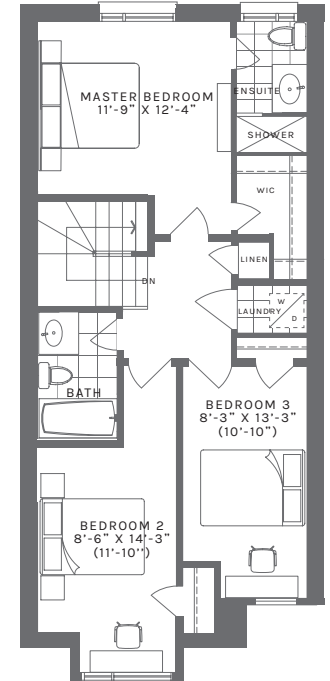 MASTER BEDROOM
11'-9" X 12'-4"
ENSUITE
SHOWER
WIC
LINEN
DN
W
LAUNDRY
D
BATH
BEDROOM 3
8'-3" X 13'-3"
(10'-10")
BEDROOM 2
8'-6" X 14'-3"
(11'-10'')